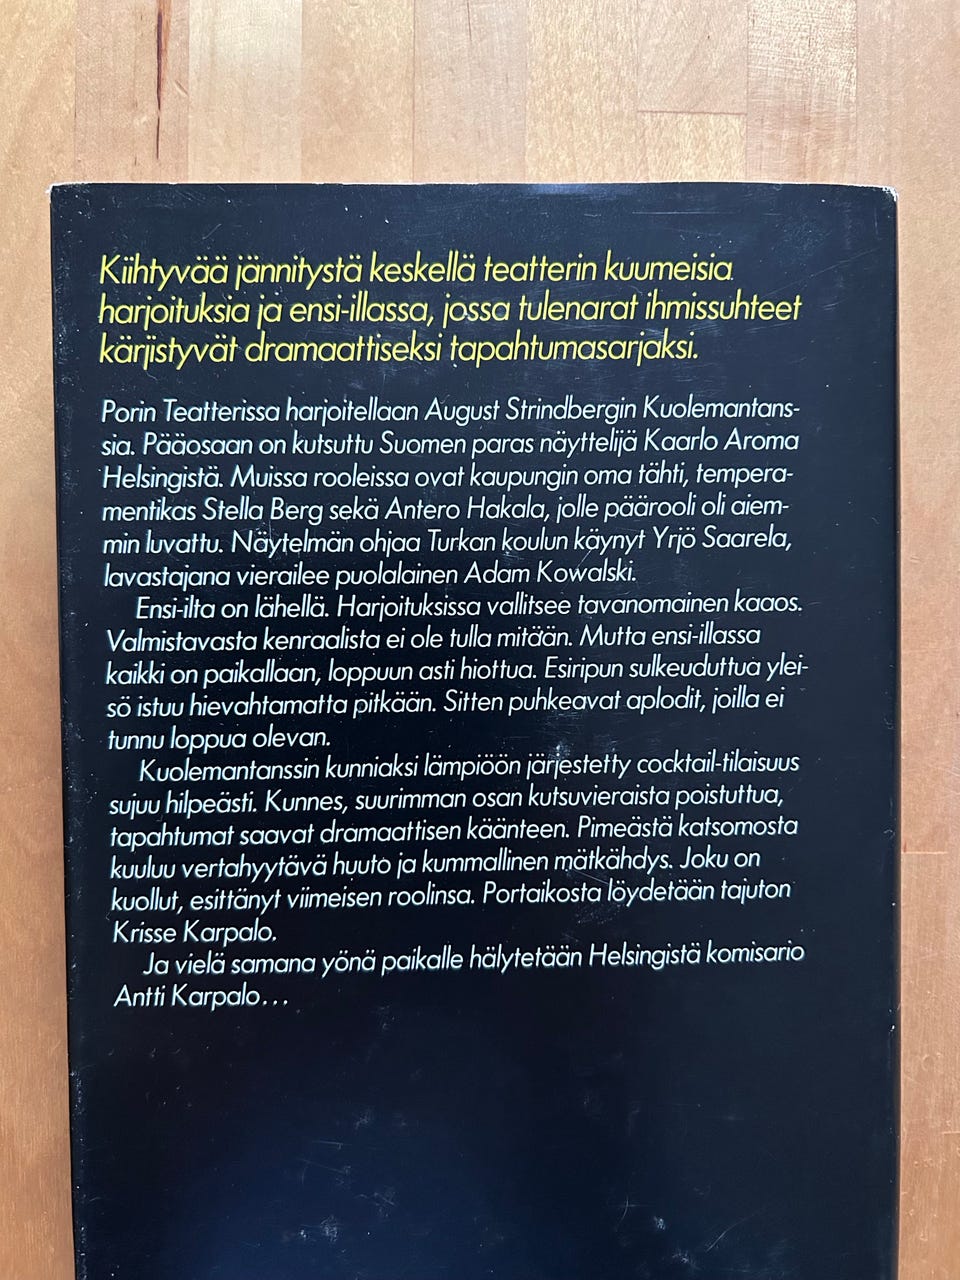 Kiihtyvää jännitystä keskellä teatterin kuumeisia
harjoituksia ja ensi-illassa, jossa tulenarat ihmissuhteet
kärjistyvät dramaattiseksi tapahtumasarjaksi.
Porin Teatterissa harjoitellaan August Strindbergin Kuolemantans-
sia. Pääosaan on kutsuttu Suomen paras näyttelijä Kaarlo Aroma
Helsingistä. Muissa rooleissa ovat kaupungin oma tähti, tempera-
mentikas Stella Berg sekä Antero Hakala, jolle päärooli oli aiem-
min luvattu. Näytelmän ohjaa Turkan koulun käynyt Yrjö Saarela,
lavastajana vierailee puolalainen Adam Kowalski.
Ensi-ilta on lähellä. Harjoituksissa vallitsee tavanomainen kaaos.
Valmistavasta kenraalista ei ole tulla mitään. Mutta ensi-illassa
kaikki on paikallaan, loppuun asti hiottua. Esiripun sulkeuduttua ylei-
sö istuu hievahtamatta pitkään. Sitten puhkeavat aplodit, joilla ei
tunnu loppua olevan.
Kuolemantanssin kunniaksi lämpiöön järjestetty cocktail-tilaisuus
sujuu hilpeästi. Kunnes, suurimman osan kutsuvieraista poistuttua,
tapahtumat saavat dramaattisen käänteen. Pimeästä katsomosta
kuuluu vertahyytävä huuto ja kummallinen mätkähdys. Joku on
kuollut, esittänyt viimeisen roolinsa. Portaikosta löydetään tajuton
Krisse Karpalo.
Ja vielä samana yönä paikalle hälytetään Helsingistä komisario
Antti Karpalo...